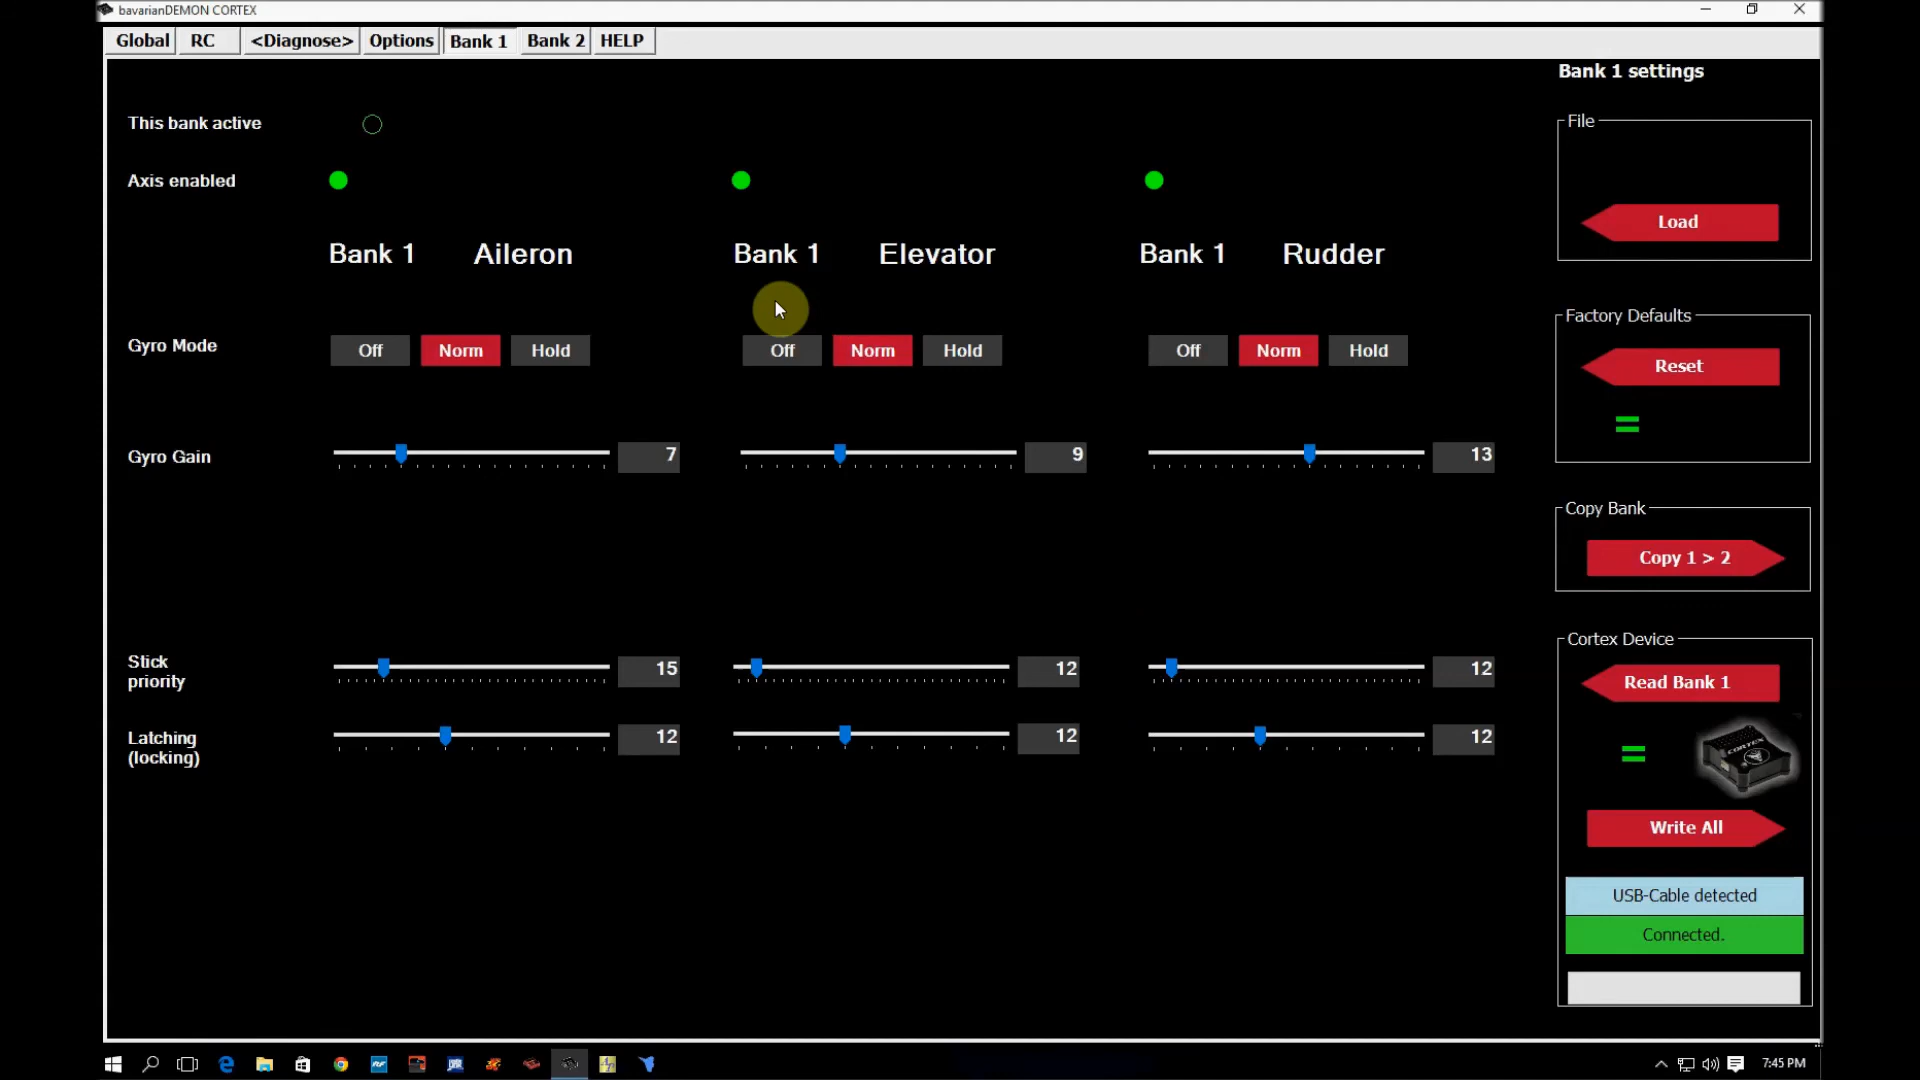 bavarianDEMON CORTEX
Global RC <Diagnose> Options Bank 1 Bank 2 HELP
Bank 1 settings
This bank active
Axis enabled
Bank 1 Aileron Bank 1 Elevator Bank 1 Rudder
Gyro Mode Off Norm Hold Off Norm Hold Off Norm Hold
Gyro Gain 7 9 13
Stick
priority 15 12 12
Latching
(locking) 12 12 12
File
Load
Factory Defaults
Reset
=
Copy Bank
Copy 1 > 2
Cortex Device
Read Bank 1
=
CORTEX
Write All
USB-Cable detected
Connected.
7:45 PM